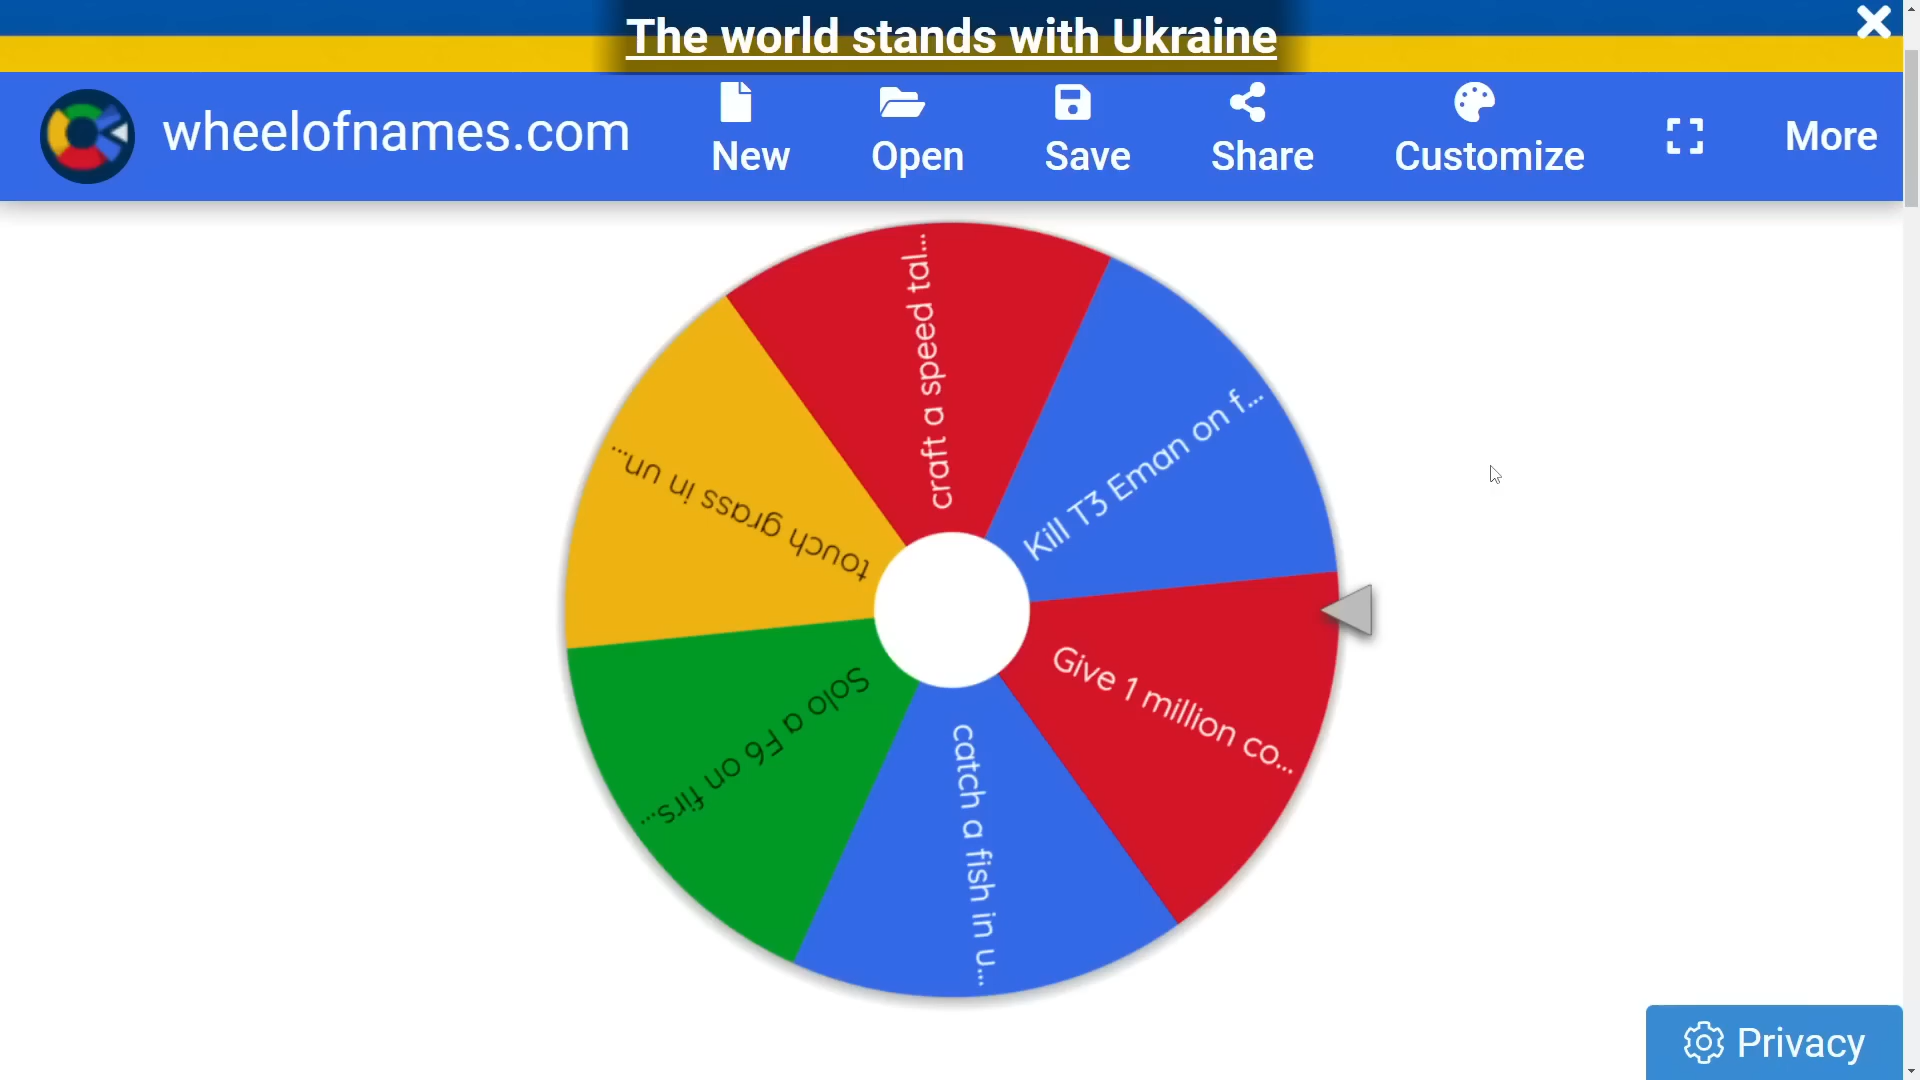 The world stands with Ukraine
wheelofnames.com
New
Open
Save
Share
Customize
More
craft a speed tal...
Kill T3 Eman on f...
touch grass in un...
Give 1 million co...
Solo a F6 on firs...
catch a fish in u...
Privacy